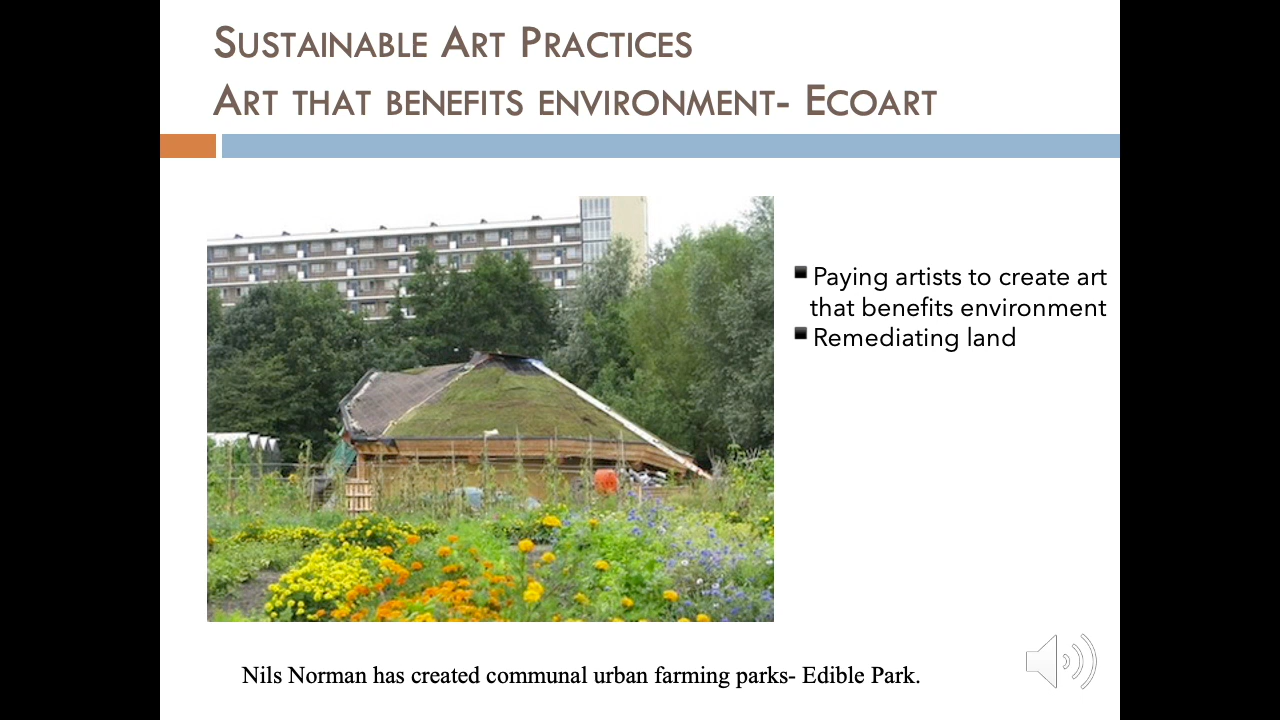 Sustainable Art Practices
Art that benefits environment- Ecoart
Paying artists to create art
that benefits environment
Remediating land
Nils Norman has created communal urban farming parks- Edible Park.